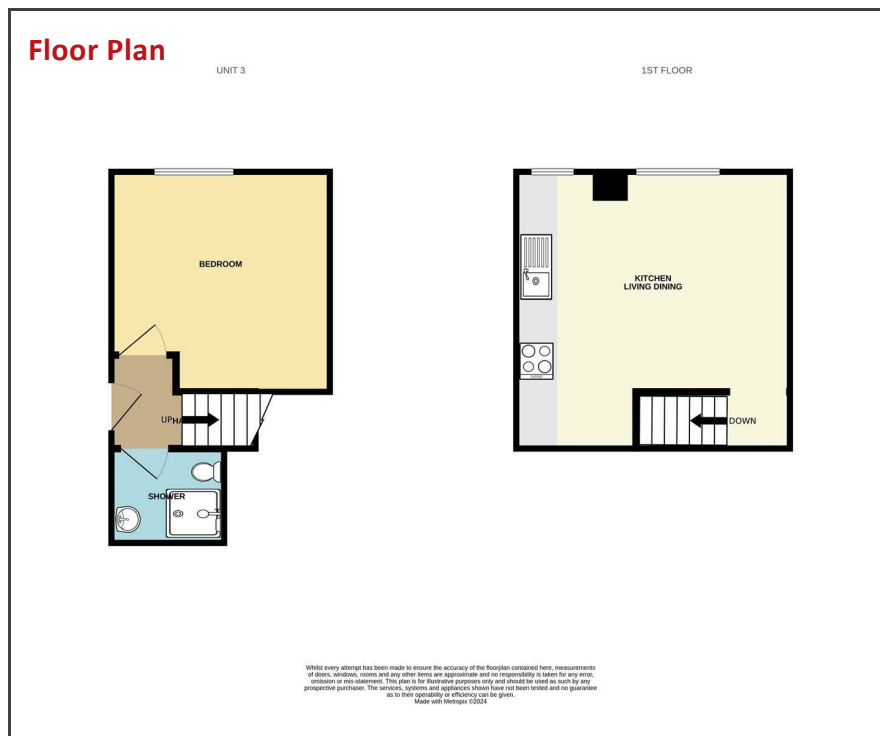 Floor Plan
UNIT 3
1ST FLOOR
BEDROOM
KITCHEN
LIVING DINING
UP
DOWN
SHOWER
Whilst every attempt has been made to ensure the accuracy of the floorplan contained here, measurements
of doors, windows, rooms and any other items are approximate and no responsibility is taken for any error,
omission or mis-statement. This plan is for illustrative purposes only and should be used as such by any
prospective purchaser. The services, systems and appliances shown have not been tested and no guarantee
as to their operability or efficiency can be given.
Made with Metropix ©2024